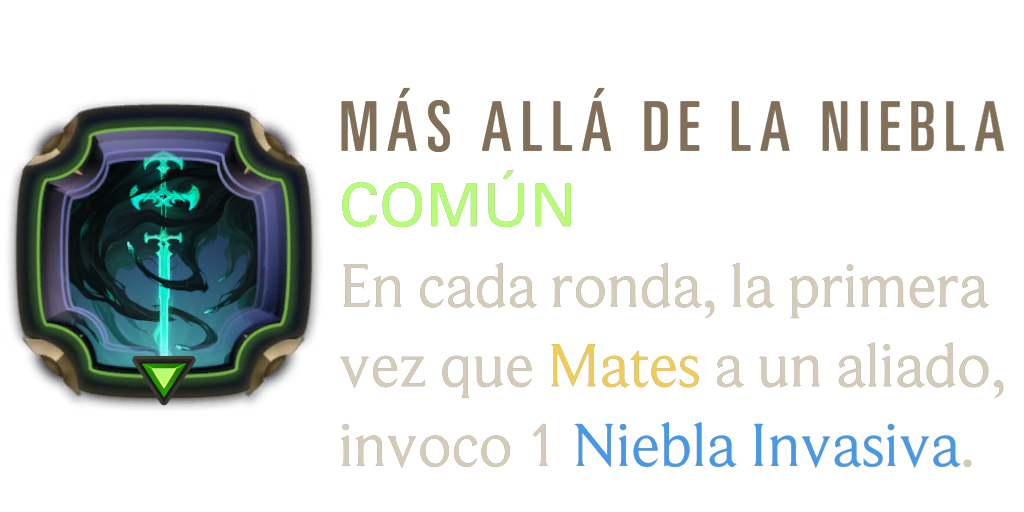 MÁS ALLÁ DE LA NIEBLA
COMÚN
En cada ronda, la primera
vez que Mates a un aliado,
invoco 1 Niebla Invasiva.